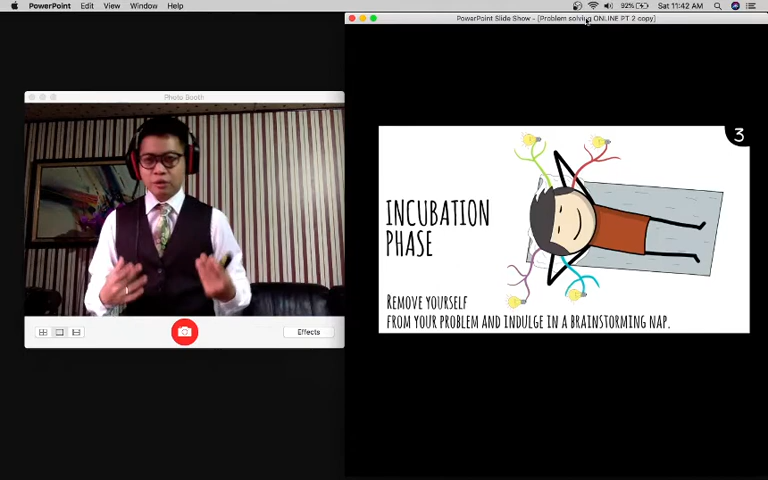 PowerPoint Edit View Window Help
92% Sat 11:42 AM
PowerPoint Slide Show - [Problem solving ONLINE PT 2 copy]
Photo Booth
3
INCUBATION
PHASE
REMOVE YOURSELF
FROM YOUR PROBLEM AND INDULGE IN A BRAINSTORMING NAP.
Effects